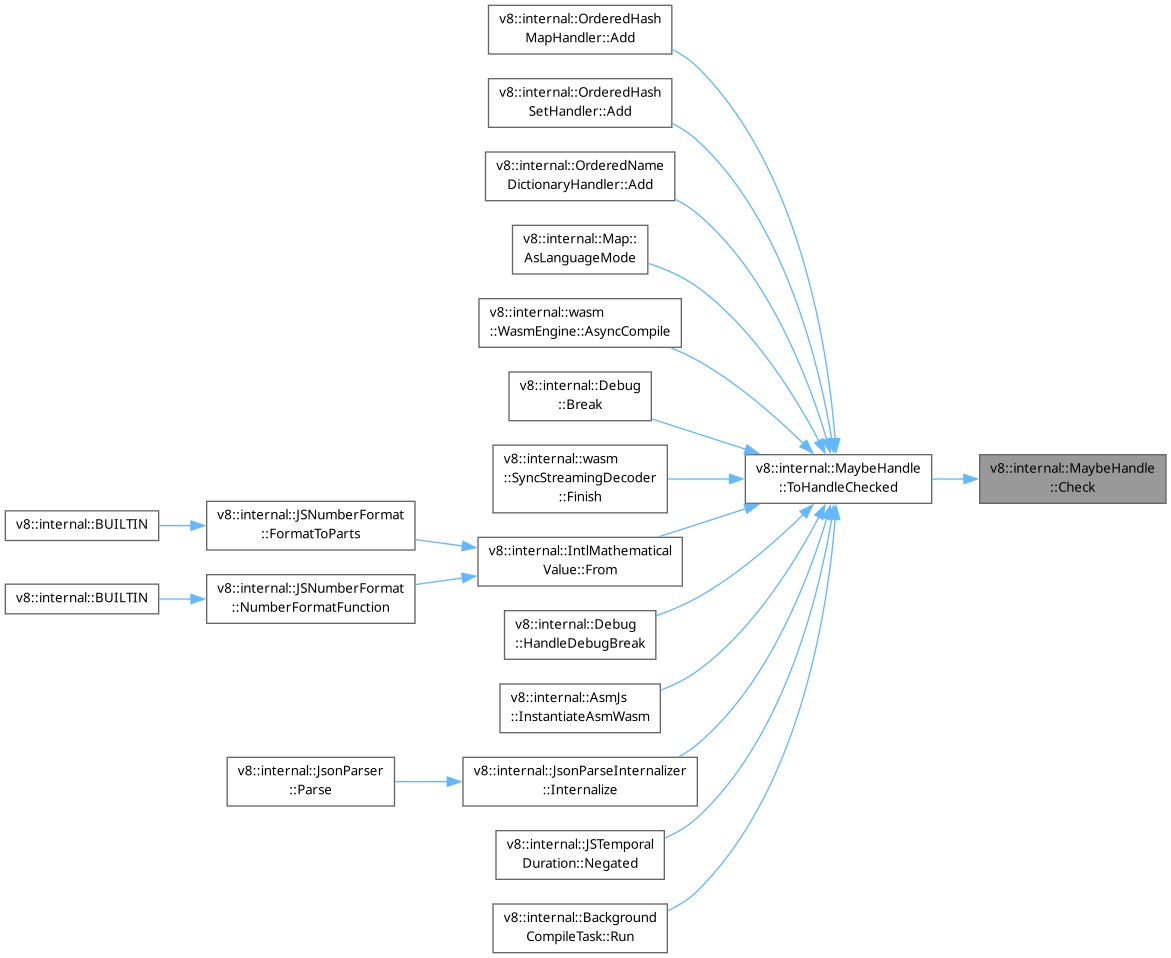 v8::internal::OrderedHash
MapHandler::Add
v8::internal::OrderedHash
SetHandler::Add
v8::internal::OrderedName
DictionaryHandler::Add
v8::internal::Map::
AsLanguageMode
v8::internal::wasm
::WasmEngine::AsyncCompile
v8::internal::Debug
::Break
v8::internal::MaybeHandle
::ToHandleChecked
v8::internal::MaybeHandle
::Check
v8::internal::wasm
::SyncStreamingDecoder
::Finish
v8::internal::BUILTIN
v8::internal::JSNumberFormat
::FormatToParts
v8::internal::IntlMathematical
Value::From
v8::internal::BUILTIN
v8::internal::JSNumberFormat
::NumberFormatFunction
v8::internal::Debug
::HandleDebugBreak
v8::internal::AsmJs
::InstantiateAsmWasm
v8::internal::JsonParser
::Parse
v8::internal::JsonParseInternalizer
::Internalize
v8::internal::JSTemporal
Duration::Negated
v8::internal::Background
CompileTask::Run